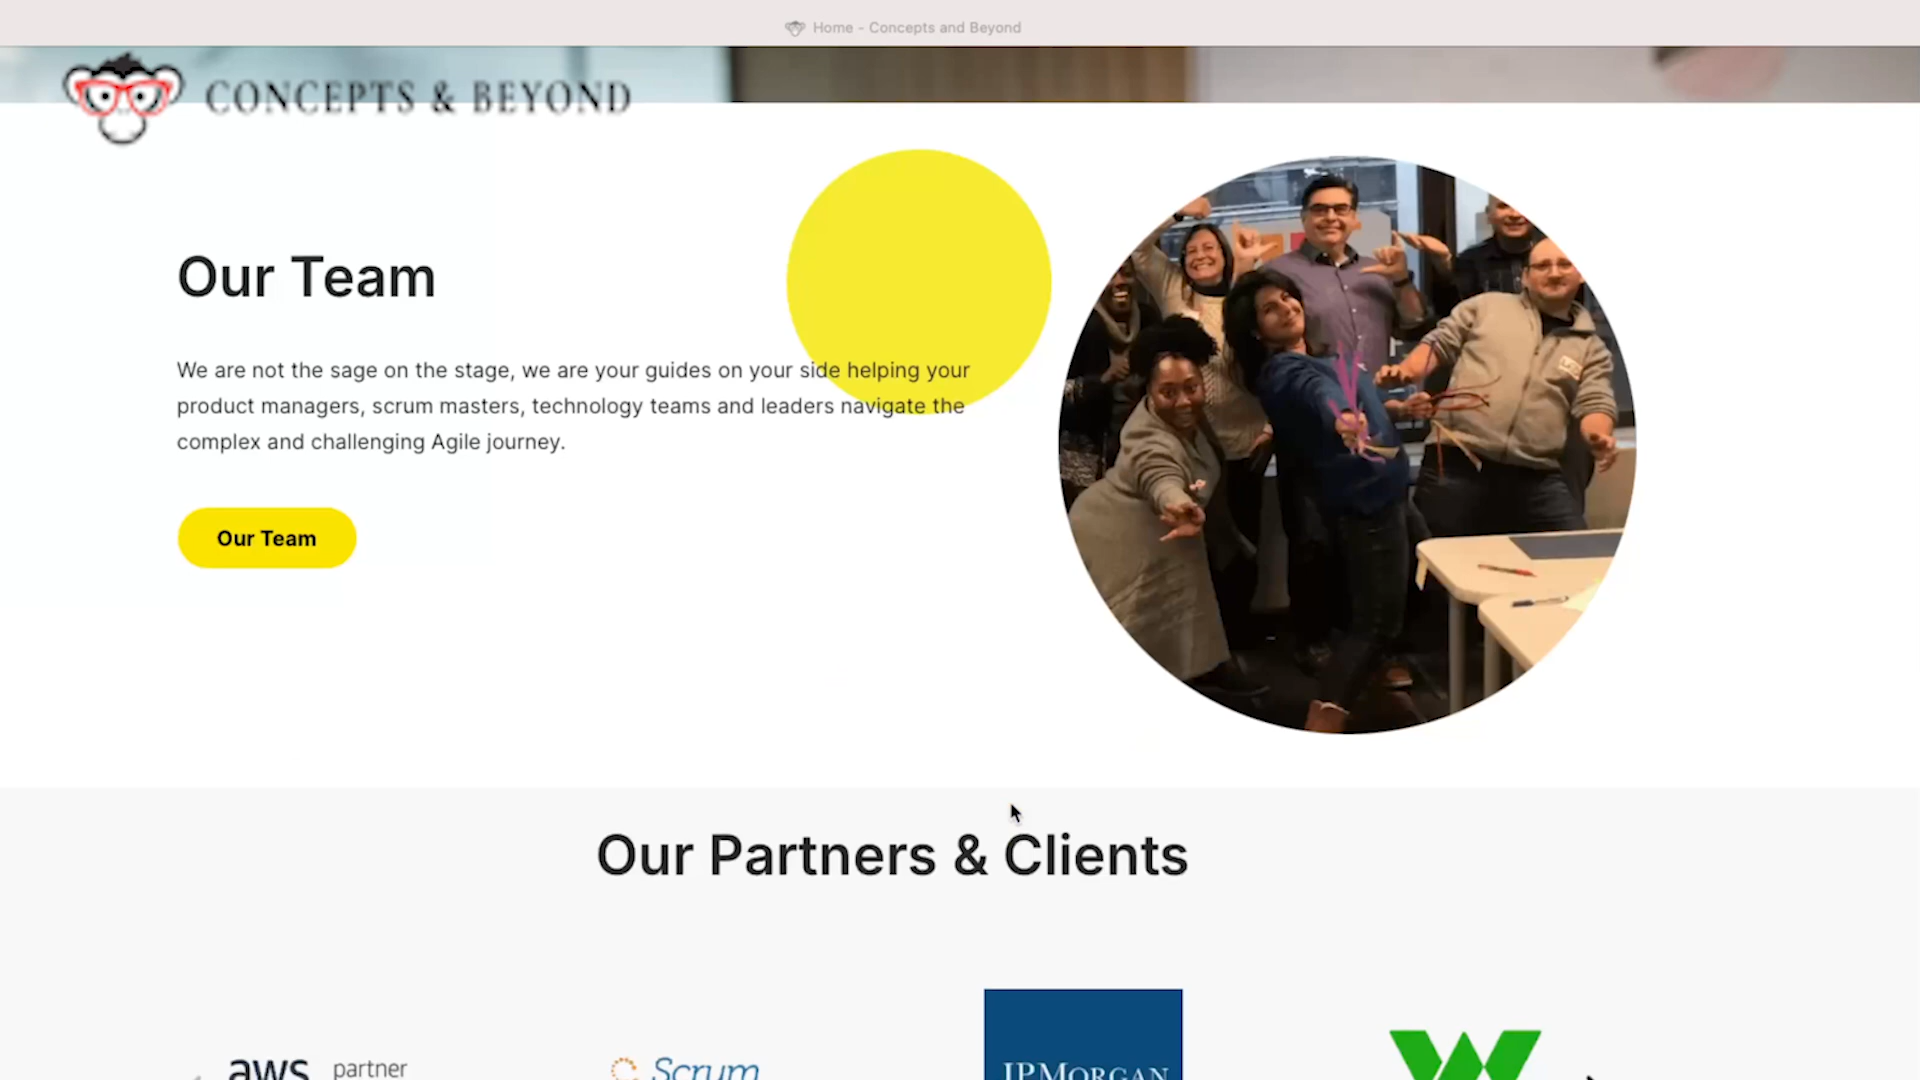 Home - Concepts and Beyond
CONCEPTS & BEYOND
Our Team
We are not the sage on the stage, we are your guides on your side helping your
product managers, scrum masters, technology teams and leaders navigate the
complex and challenging Agile journey.
Our Team
Our Partners & Clients
aws partner
Scrum
JPMORGAN